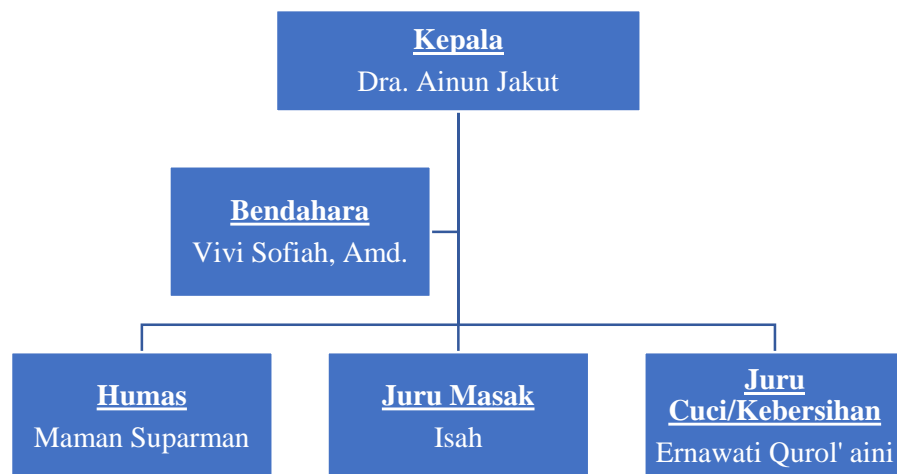 Kepala
Dra. Ainun Jakut
Bendahara
Vivi Sofiah, Amd.
Humas
Maman Suparman
Juru Masak
Isah
Juru
Cuci/Kebersihan
Ernawati Qurol' aini